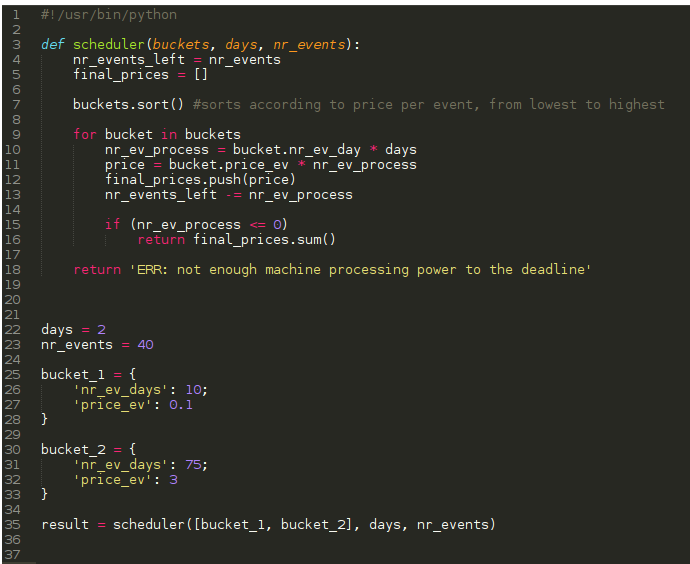 1 #!/usr/bin/python
2
3 def scheduler(buckets, days, nr_events):
4     nr_events_left = nr_events
5     final_prices = []
6
7     buckets.sort() #sorts according to price per event, from lowest to highest
8
9     for bucket in buckets
10         nr_ev_process = bucket.nr_ev_day * days
11         price = bucket.price_ev * nr_ev_process
12         final_prices.push(price)
13         nr_events_left -= nr_ev_process
14
15         if (nr_ev_process <= 0)
16             return final_prices.sum()
17
18     return 'ERR: not enough machine processing power to the deadline'
19
20
21
22 days = 2
23 nr_events = 40
24
25 bucket_1 = {
26     'nr_ev_days': 10;
27     'price_ev': 0.1
28 }
29
30 bucket_2 = {
31     'nr_ev_days': 75;
32     'price_ev': 3
33 }
34
35 result = scheduler([bucket_1, bucket_2], days, nr_events)
36
37